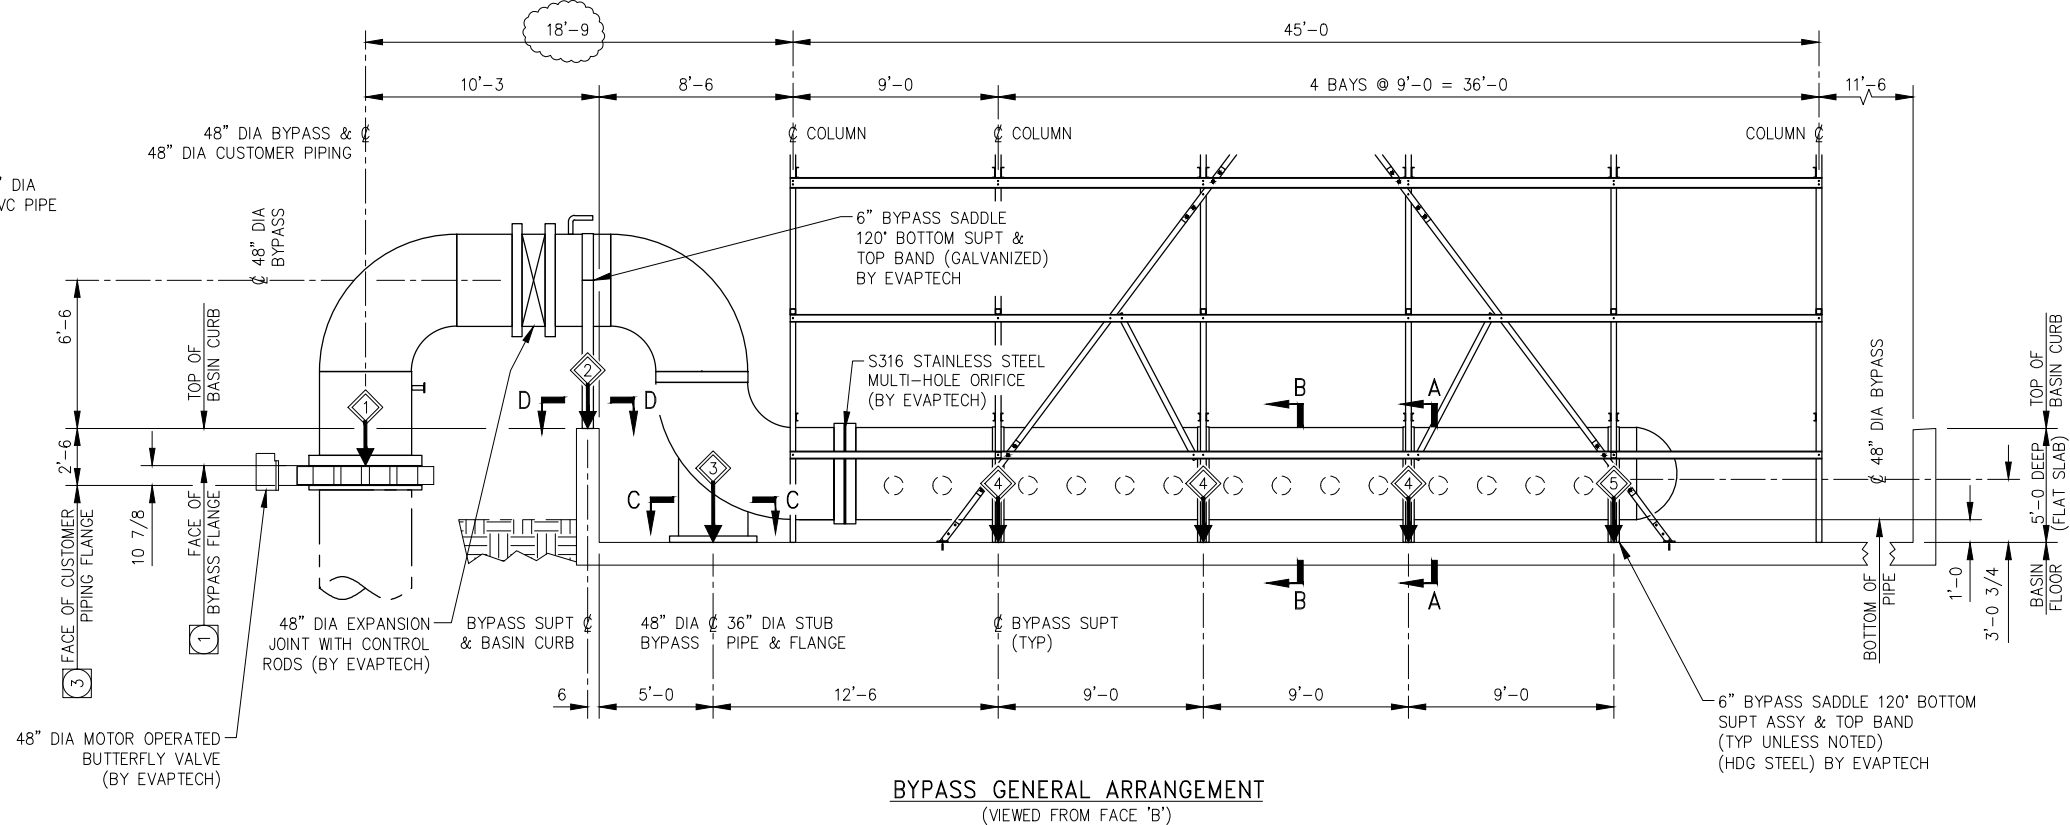 18'-9
45'-0
10'-3
8'-6
9'-0
4 BAYS @ 9'-0 = 36'-0
11'-6
48" DIA BYPASS & ℄
48" DIA CUSTOMER PIPING
℄ COLUMN
℄ COLUMN
COLUMN ℄
" DIA
VC PIPE
℄ 48" DIA
BYPASS
6" BYPASS SADDLE
120° BOTTOM SUPT &
TOP BAND (GALVANIZED)
BY EVAPTECH
6'-6
TOP OF
BASIN CURB
S316 STAINLESS STEEL
MULTI-HOLE ORIFICE
(BY EVAPTECH)
2
D
D
B
A
1
℄ 48" DIA BYPASS
TOP OF
BASIN CURB
2'-6
3
4
4
4
5
C
C
5'-0 DEEP
(FLAT SLAB)
10 7/8
FACE OF
BYPASS FLANGE
1
FACE OF CUSTOMER
PIPING FLANGE
3
B
A
BOTTOM OF
PIPE
1'-0
3'-0 3/4
BASIN
FLOOR
48" DIA EXPANSION
JOINT WITH CONTROL
RODS (BY EVAPTECH)
BYPASS SUPT ℄
& BASIN CURB
48" DIA ℄ 36" DIA STUB
BYPASS PIPE & FLANGE
℄ BYPASS SUPT
(TYP)
6
5'-0
12'-6
9'-0
9'-0
9'-0
6" BYPASS SADDLE 120° BOTTOM
SUPT ASSY & TOP BAND
(TYP UNLESS NOTED)
(HDG STEEL) BY EVAPTECH
48" DIA MOTOR OPERATED
BUTTERFLY VALVE
(BY EVAPTECH)
BYPASS GENERAL ARRANGEMENT
(VIEWED FROM FACE 'B')